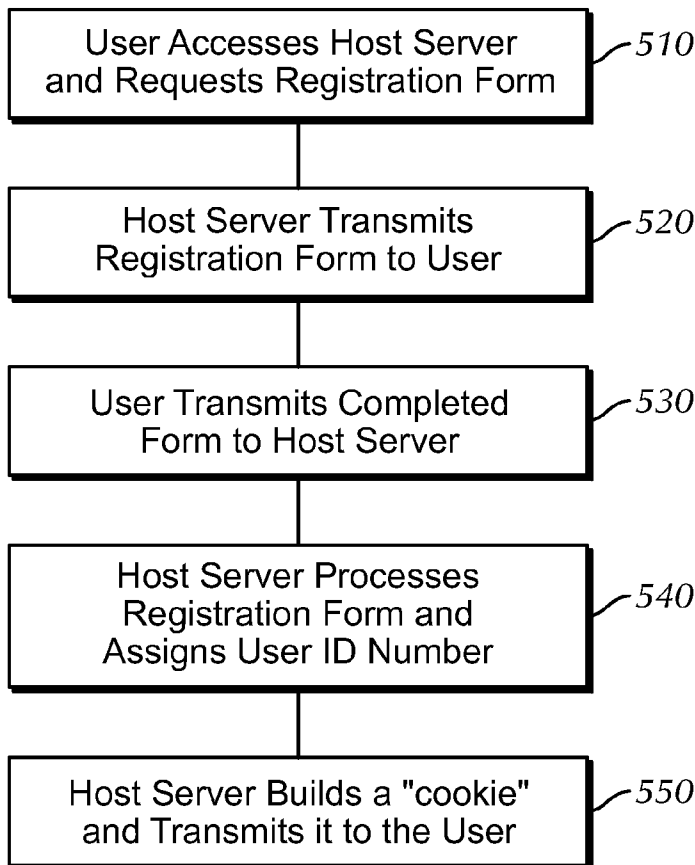 User Accesses Host Server
and Requests Registration Form
510
Host Server Transmits
Registration Form to User
520
User Transmits Completed
Form to Host Server
530
Host Server Processes
Registration Form and
Assigns User ID Number
540
Host Server Builds a "cookie"
and Transmits it to the User
550